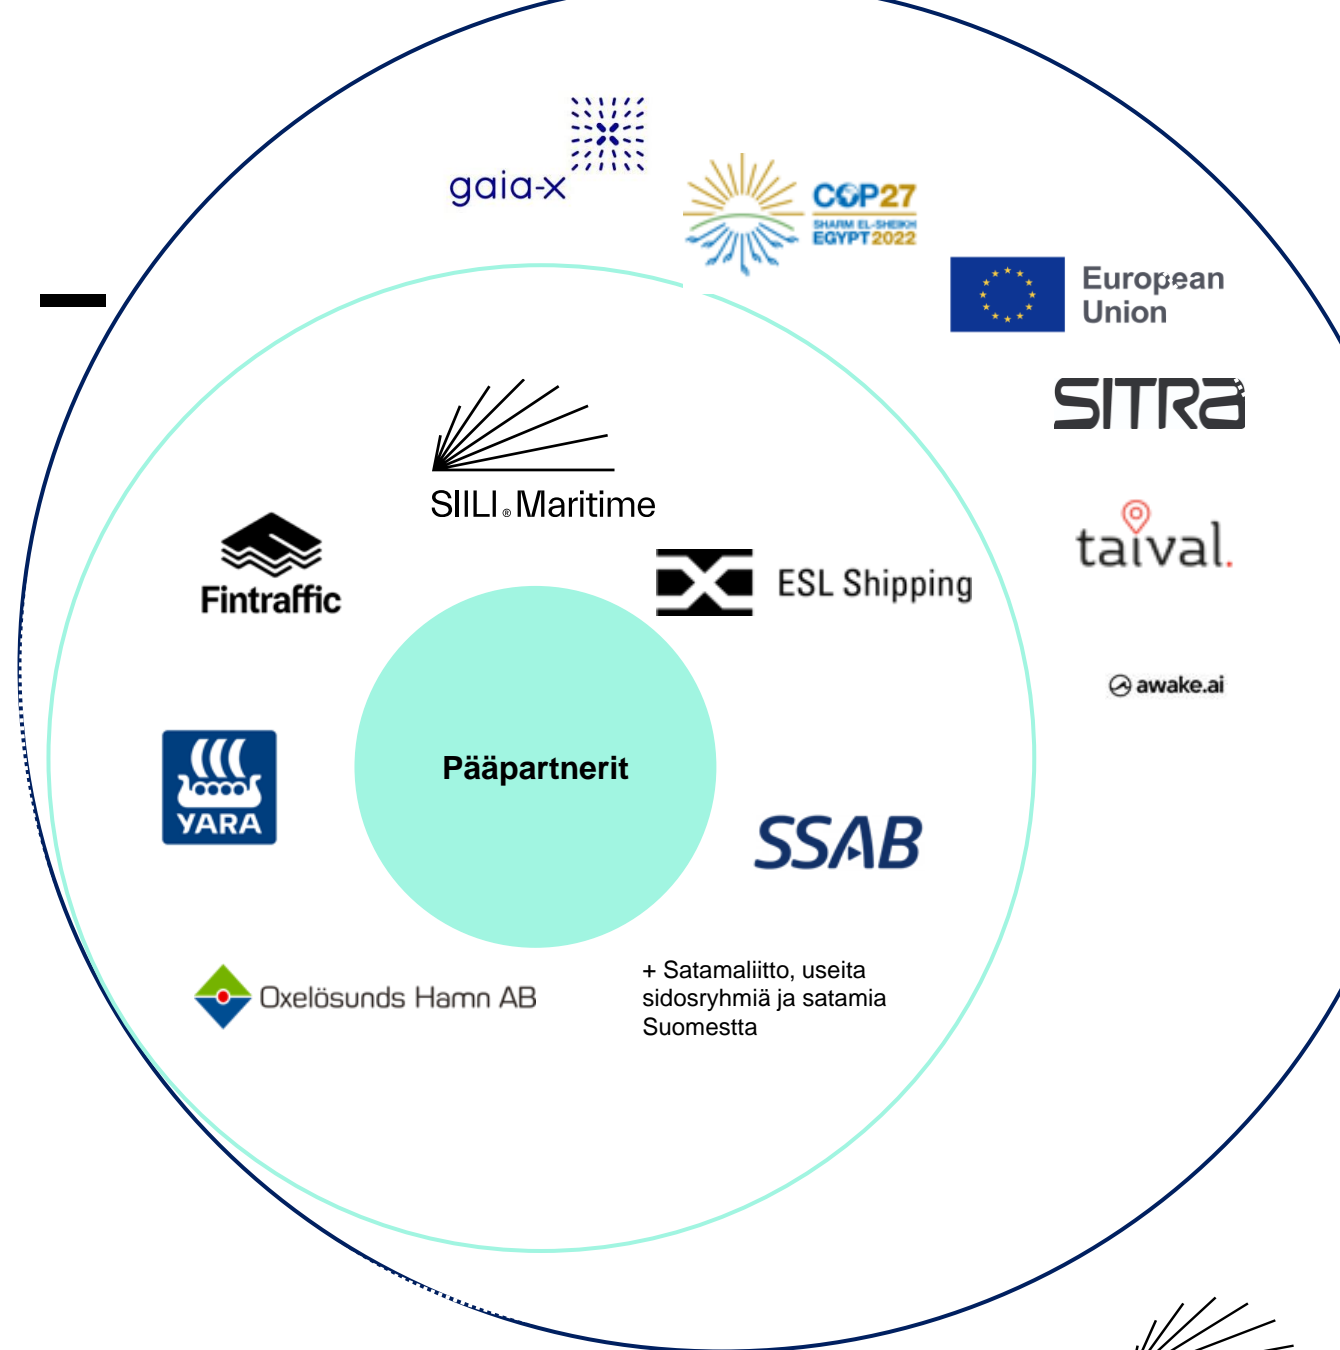 gaia-x
COP27
SHARM EL-SHEIKH
EGYPT 2022
European
Union
SITRA
SIILI® Maritime
taival.
Fintraffic
ESL Shipping
awake.ai
Pääpartnerit
YARA
SSAB
+ Satamaliitto, useita
sidosryhmiä ja satamia
Suomestta
Oxelösunds Hamn AB